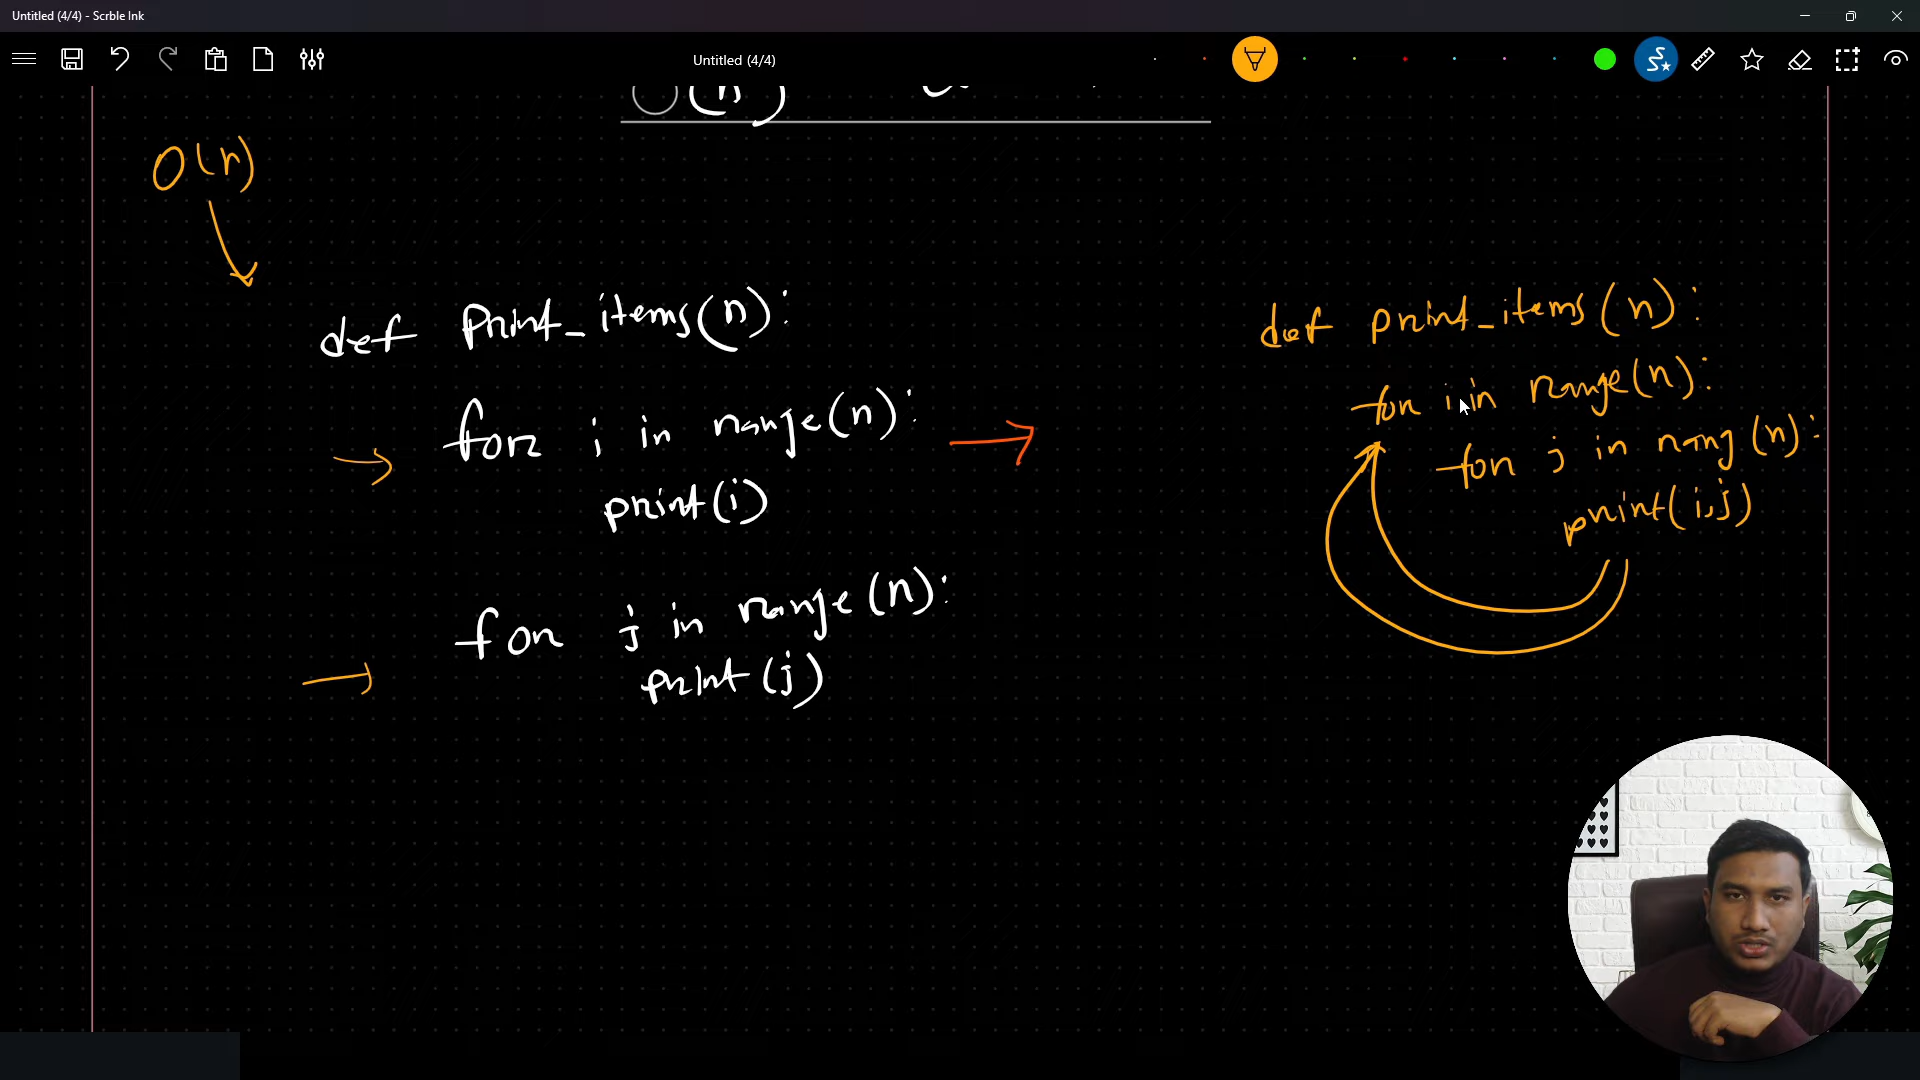 Untitled (4/4) - Scrble Ink
Untitled (4/4)
(n)
O(n)
def Print_items(n):
for i in range(n):
print(i)
for j in range(n):
print(j)
def print_items(n):
for i in range(n):
for j in rang(n):
print(i,j)